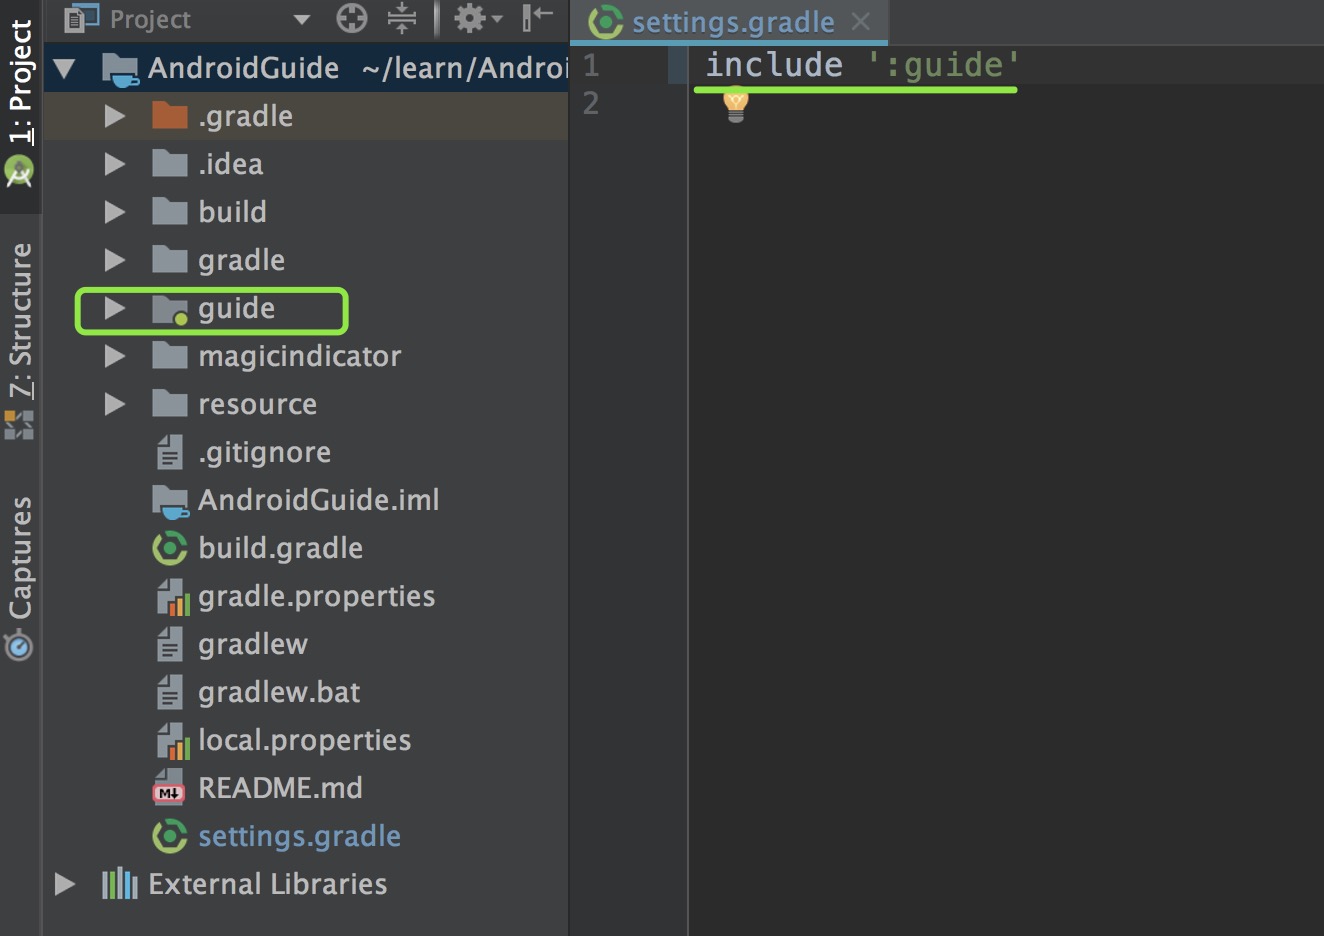 1: Project
7: Structure
Captures
Project
AndroidGuide ~/learn/Androi
.gradle
.idea
build
gradle
guide
magicindicator
resource
.gitignore
AndroidGuide.iml
build.gradle
gradle.properties
gradlew
gradlew.bat
local.properties
M↓
README.md
settings.gradle
External Libraries
settings.gradle
1 include ':guide'
2